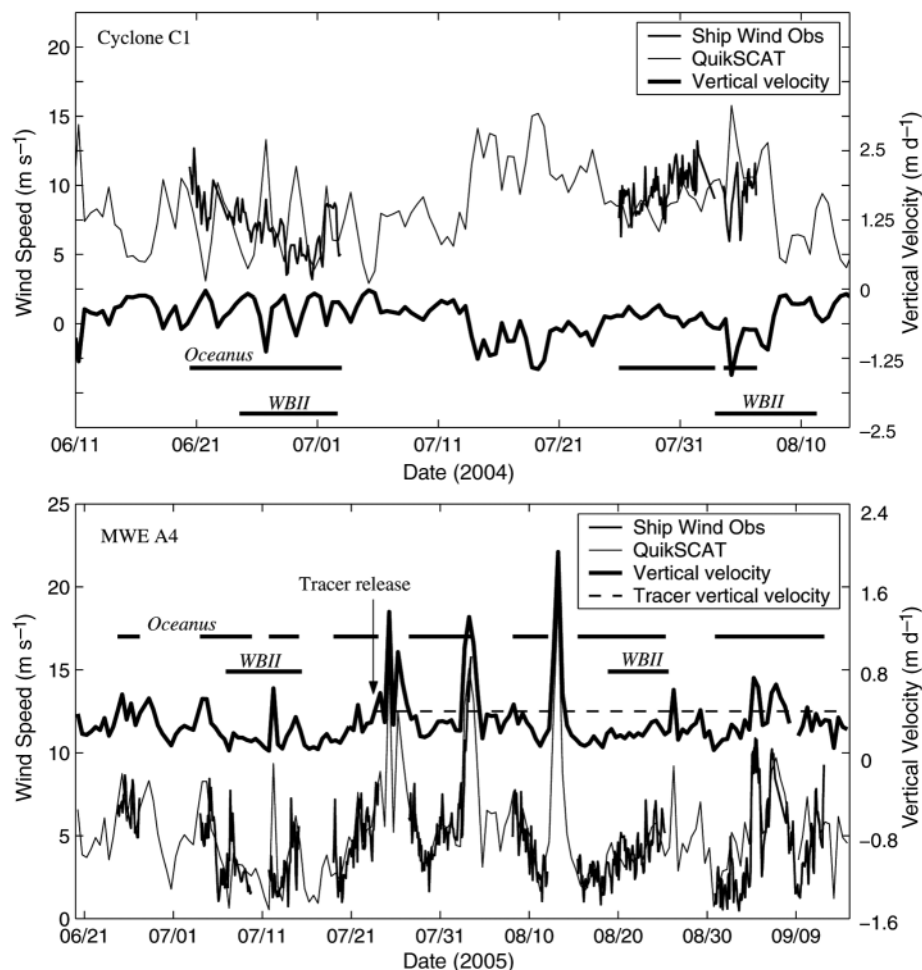 Cyclone C1
Ship Wind Obs
QuikSCAT
Vertical velocity
Wind Speed (m s⁻¹)
20
15
10
5
0
Vertical Velocity (m d⁻¹)
2.5
1.25
0
−1.25
−2.5
Oceanus
WBII
WBII
06/11 06/21 07/01 07/11 07/21 07/31 08/10
Date (2004)
MWE A4
Ship Wind Obs
QuikSCAT
Vertical velocity
Tracer vertical velocity
Tracer release
Wind Speed (m s⁻¹)
25
20
15
10
5
0
Vertical Velocity (m d⁻¹)
2.4
1.6
0.8
0
−0.8
−1.6
Oceanus
WBII
WBII
06/21 07/01 07/11 07/21 07/31 08/10 08/20 08/30 09/09
Date (2005)